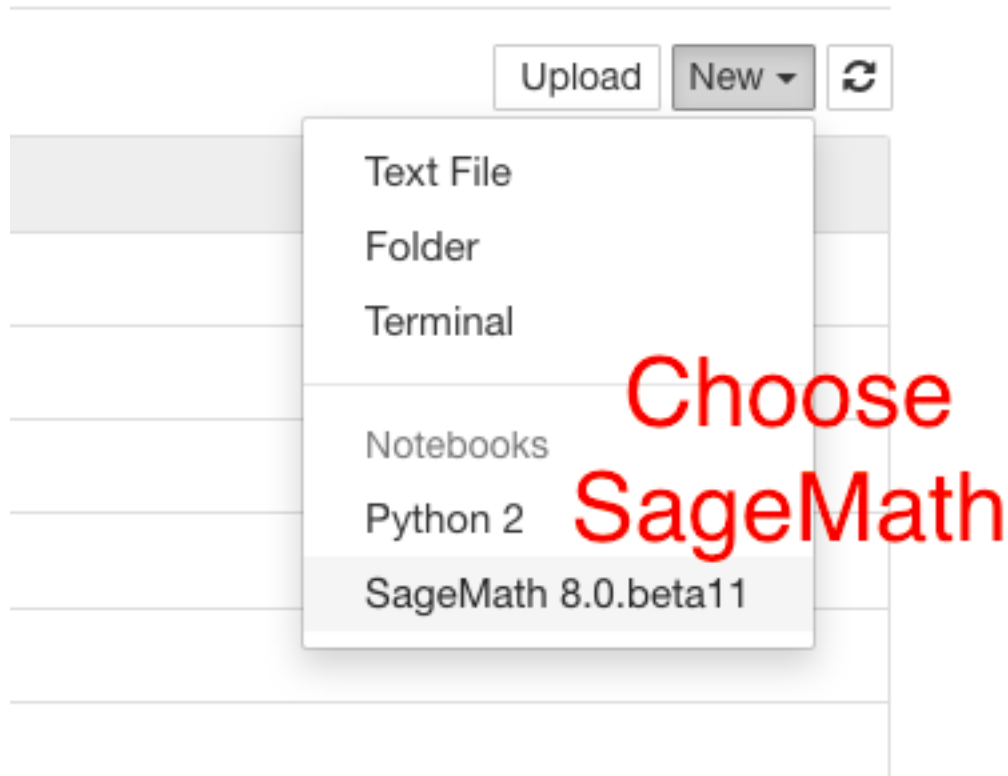 Upload New
Text File
Folder
Terminal
Choose
Notebooks
SageMath
Python 2
SageMath 8.0.beta11